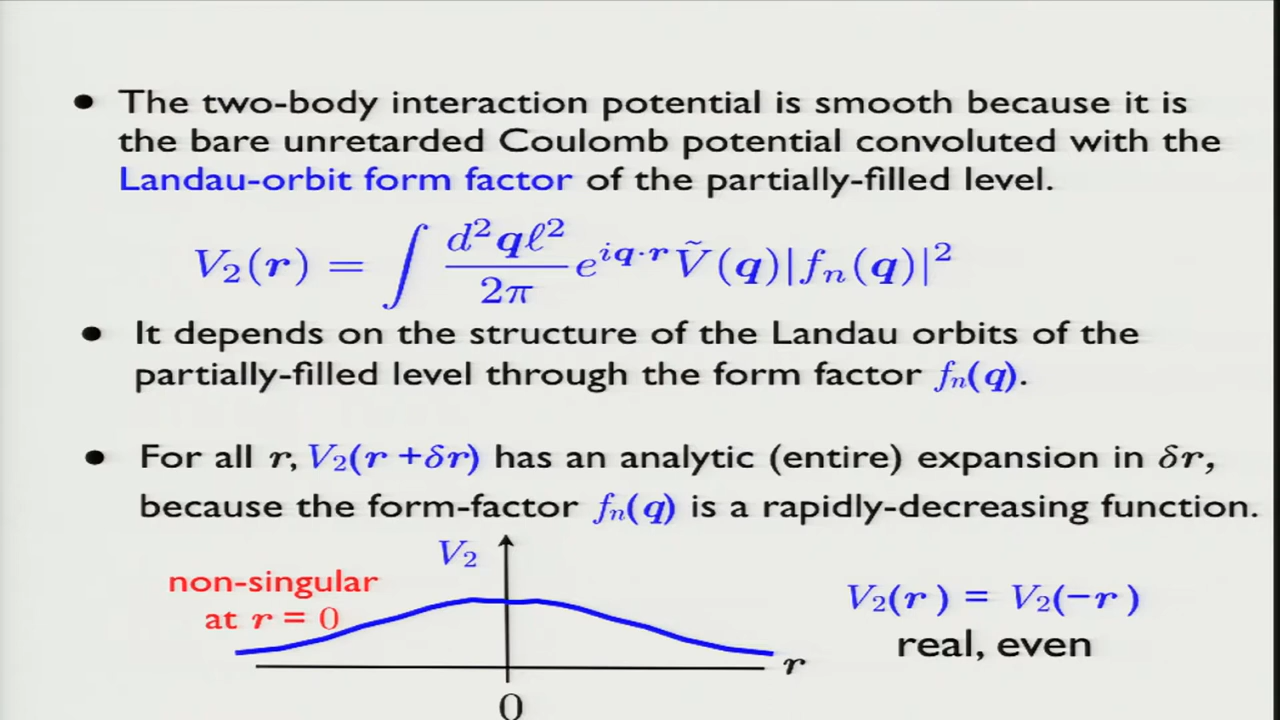 • The two-body interaction potential is smooth because it is
the bare unretarded Coulomb potential convoluted with the
Landau-orbit form factor of the partially-filled level.
V₂(r) = ∫ d²qℓ²/2π e^{iq·r} Ṽ(q)|fₙ(q)|²
• It depends on the structure of the Landau orbits of the
partially-filled level through the form factor fₙ(q).
• For all r, V₂(r +δr) has an analytic (entire) expansion in δr,
because the form-factor fₙ(q) is a rapidly-decreasing function.
V₂
non-singular
at r = 0
V₂(r ) = V₂(−r )
real, even
r
0